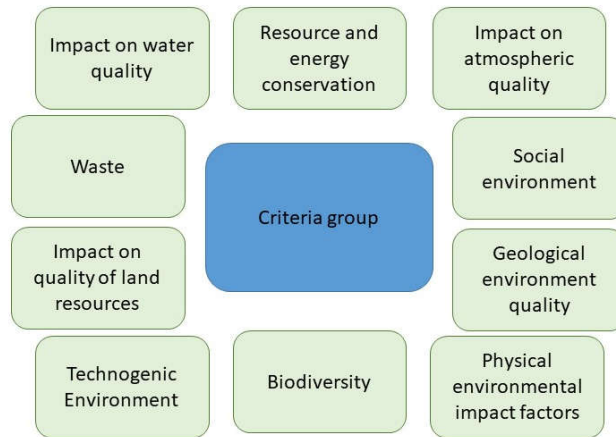 Impact on water
quality
Resource and
energy
conservation
Impact on
atmospheric
quality
Waste
Criteria group
Social
environment
Impact on
quality of land
resources
Geological
environment
quality
Technogenic
Environment
Biodiversity
Physical
environmental
impact factors